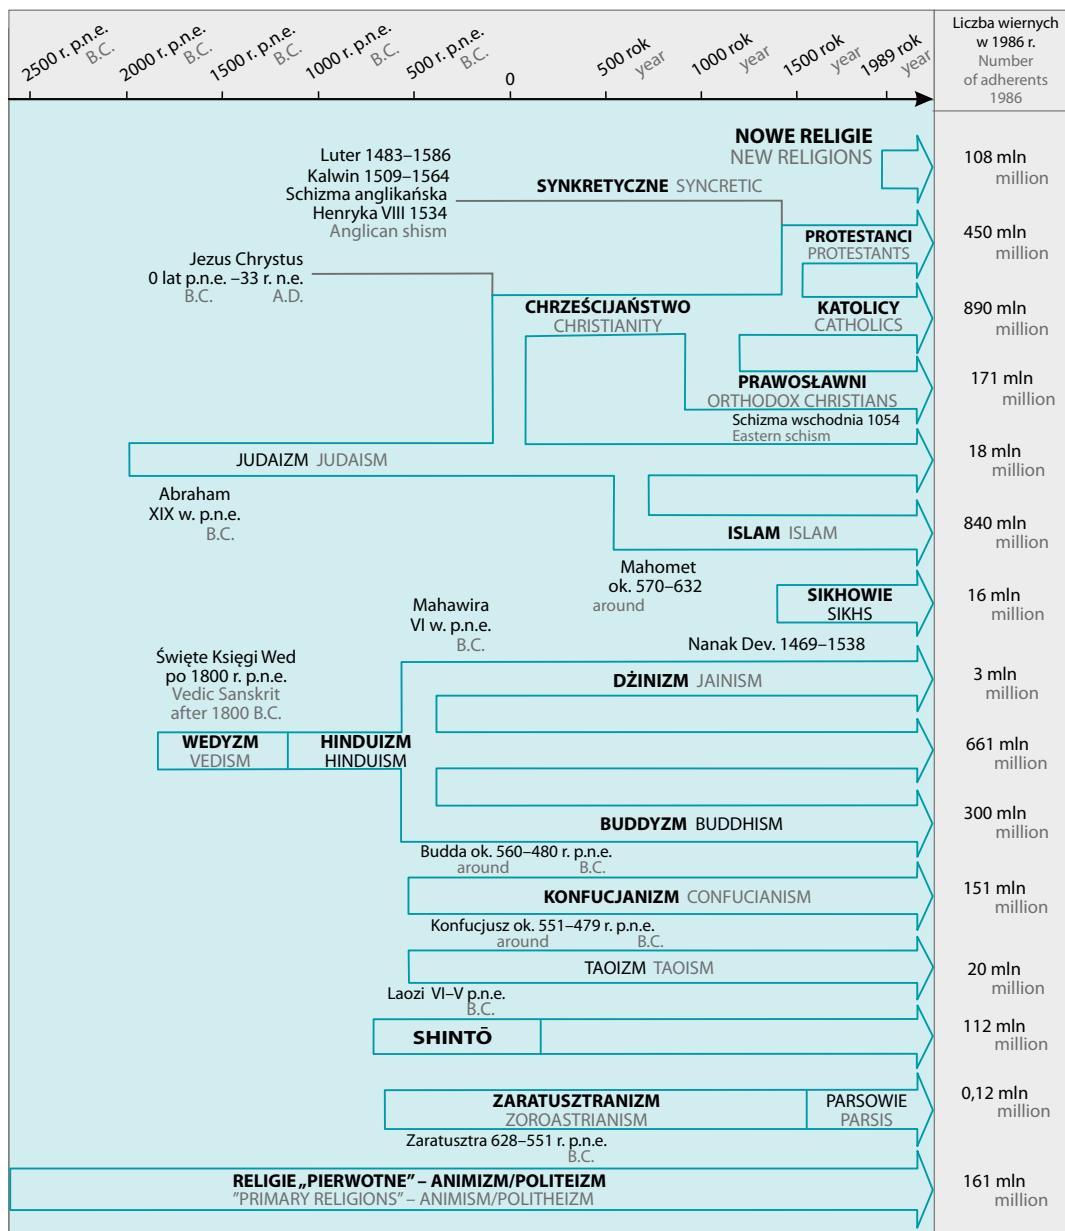 2500 r. p.n.e.
B.C.
2000 r. p.n.e.
B.C.
1500 r. p.n.e.
B.C.
1000 r. p.n.e.
B.C.
500 r. p.n.e.
B.C.
0
500 rok
year
1000 rok
year
1500 rok
year
1989 rok
year
Liczba wiernych
w 1986 r.
Number
of adherents
1986
NOWE RELIGIE
NEW RELIGIONS
108 mln
million
Luter 1483–1586
Kalwin 1509–1564
Schizma anglikańska
Henryka VIII 1534
Anglican shism
SYNKRETYCZNE SYNCRETIC
PROTESTANCI
PROTESTANTS
450 mln
million
Jezus Chrystus
0 lat p.n.e. –33 r. n.e.
B.C. A.D.
CHRZEŚCIJAŃSTWO
CHRISTIANITY
KATOLICY
CATHOLICS
890 mln
million
PRAWOSŁAWNI
ORTHODOX CHRISTIANS
Schizma wschodnia 1054
Eastern schism
171 mln
million
JUDAIZM JUDAISM
18 mln
million
Abraham
XIX w. p.n.e.
B.C.
ISLAM ISLAM
840 mln
million
Mahomet
ok. 570–632
around
SIKHOWIE
SIKHS
16 mln
million
Nanak Dev. 1469–1538
Mahawira
VI w. p.n.e.
B.C.
DŻINIZM JAINISM
3 mln
million
Święte Księgi Wed
po 1800 r. p.n.e.
Vedic Sanskrit
after 1800 B.C.
WEDYZM
VEDISM
HINDUIZM
HINDUISM
661 mln
million
BUDDYZM BUDDHISM
300 mln
million
Budda ok. 560–480 r. p.n.e.
around B.C.
KONFUCJANIZM CONFUCIANISM
151 mln
million
Konfucjusz ok. 551–479 r. p.n.e.
around B.C.
TAOIZM TAOISM
20 mln
million
Laozi VI–V p.n.e.
B.C.
SHINTŌ
112 mln
million
ZARATUSZTRANIZM
ZOROASTRIANISM
PARSOWIE
PARSIS
0,12 mln
million
Zaratusztra 628–551 r. p.n.e.
B.C.
RELIGIE „PIERWOTNE” – ANIMIZM/POLITEIZM
”PRIMARY RELIGIONS” – ANIMISM/POLITHEIZM
161 mln
million